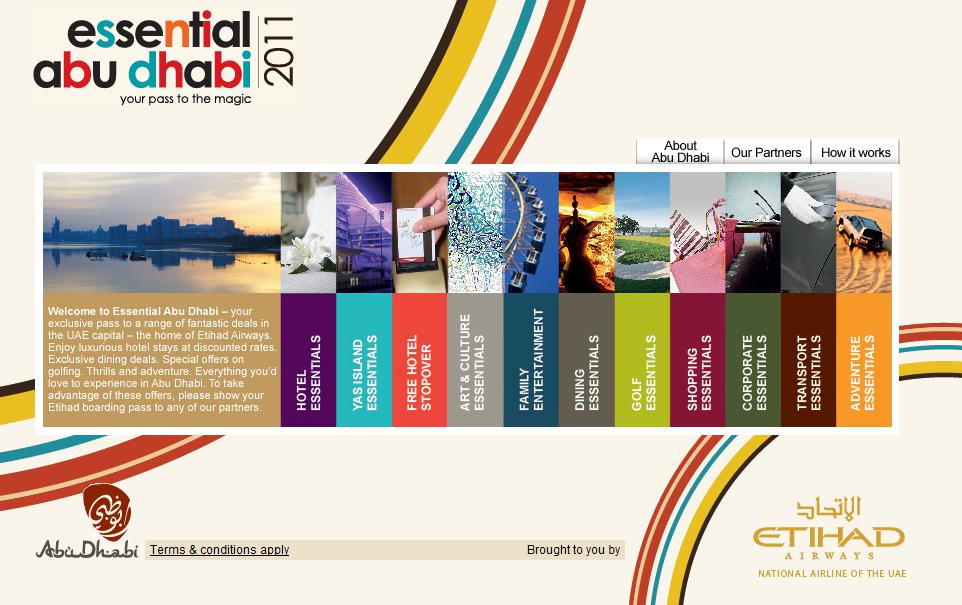 essential
abu dhabi
2011
your pass to the magic
About
Abu Dhabi
Our Partners
How it works
Welcome to Essential Abu Dhabi – your
exclusive pass to a range of fantastic deals in
the UAE capital – the home of Etihad Airways.
Enjoy luxurious hotel stays at discounted rates.
Exclusive dining deals. Special offers on
golfing. Thrills and adventure. Everything you'd
love to experience in Abu Dhabi. To take
advantage of these offers, please show your
Etihad boarding pass to any of our partners.
HOTEL
ESSENTIALS
YAS ISLAND
ESSENTIALS
FREE HOTEL
STOPOVER
ART & CULTURE
ESSENTIALS
FAMILY
ENTERTAINMENT
DINING
ESSENTIALS
GOLF
ESSENTIALS
SHOPPING
ESSENTIALS
CORPORATE
ESSENTIALS
TRANSPORT
ESSENTIALS
ADVENTURE
ESSENTIALS
أبوظبي
Abu Dhabi
Terms & conditions apply
Brought to you by
الإتحاد
ETIHAD
AIRWAYS
NATIONAL AIRLINE OF THE UAE